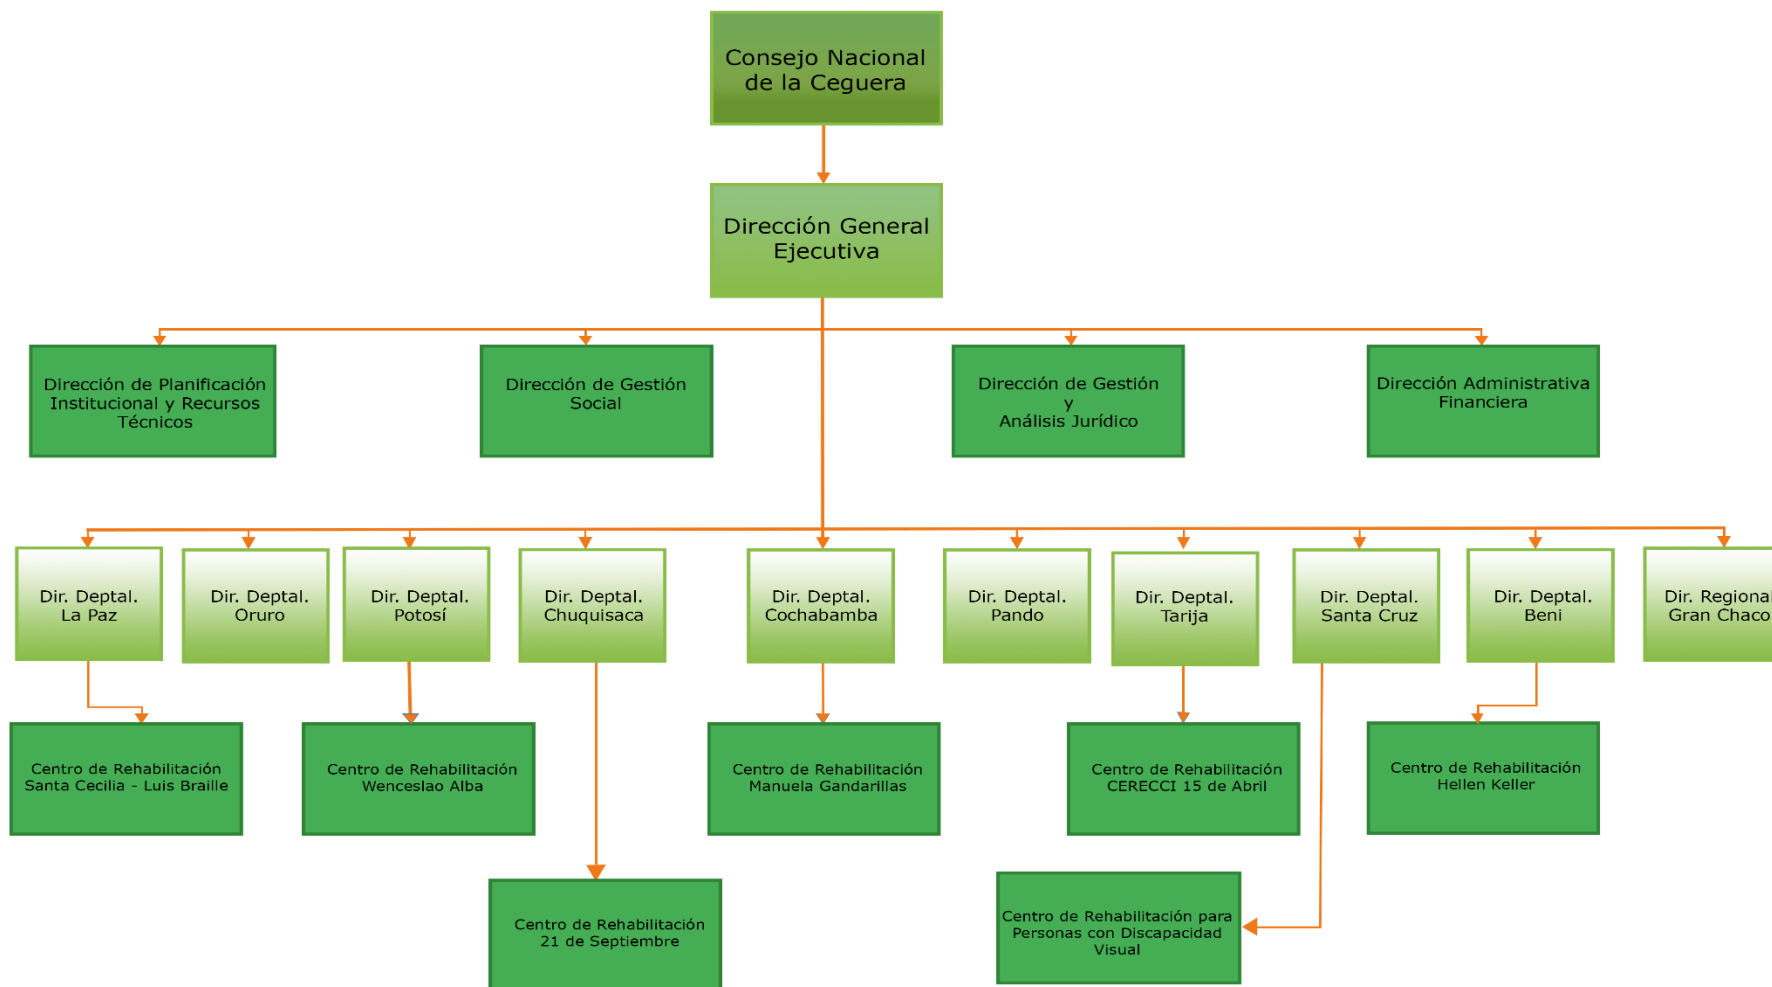 Consejo Nacional
de la Ceguera
Dirección General
Ejecutiva
Dirección de Planificación
Institucional y Recursos
Técnicos
Dirección de Gestión
Social
Dirección de Gestión
y
Análisis Jurídico
Dirección Administrativa
Financiera
Dir. Deptal.
La Paz
Dir. Deptal.
Oruro
Dir. Deptal.
Potosí
Dir. Deptal.
Chuquisaca
Dir. Deptal.
Cochabamba
Dir. Deptal.
Pando
Dir. Deptal.
Tarija
Dir. Deptal.
Santa Cruz
Dir. Deptal.
Beni
Dir. Regional
Gran Chaco
Centro de Rehabilitación
Santa Cecilia - Luis Braille
Centro de Rehabilitación
Wenceslao Alba
Centro de Rehabilitación
Manuela Gandarillas
Centro de Rehabilitación
CERECCI 15 de Abril
Centro de Rehabilitación
Hellen Keller
Centro de Rehabilitación
21 de Septiembre
Centro de Rehabilitación para
Personas con Discapacidad
Visual